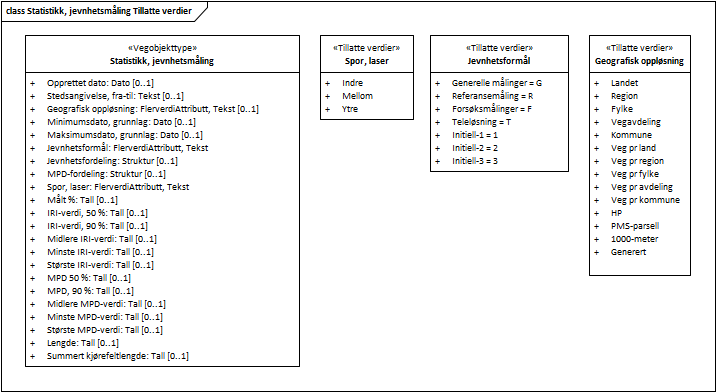 class Statistikk, jevnhetsmåling Tillatte verdier
«Vegobjekttype»
Statistikk, jevnhetsmåling
+ Opprettet dato: Dato [0..1]
+ Stedsangivelse, fra-til: Tekst [0..1]
+ Geografisk oppløsning: FlerverdiAttributt, Tekst [0..1]
+ Minimumsdato, grunnlag: Dato [0..1]
+ Maksimumsdato, grunnlag: Dato [0..1]
+ Jevnhetsformål: FlerverdiAttributt, Tekst
+ Jevnhetsfordeling: Struktur [0..1]
+ MPD-fordeling: Struktur [0..1]
+ Spor, laser: FlerverdiAttributt, Tekst
+ Målt %: Tall [0..1]
+ IRI-verdi, 50 %: Tall [0..1]
+ IRI-verdi, 90 %: Tall [0..1]
+ Midlere IRI-verdi: Tall [0..1]
+ Minste IRI-verdi: Tall [0..1]
+ Største IRI-verdi: Tall [0..1]
+ MPD 50 %: Tall [0..1]
+ MPD, 90 %: Tall [0..1]
+ Midlere MPD-verdi: Tall [0..1]
+ Minste MPD-verdi: Tall [0..1]
+ Største MPD-verdi: Tall [0..1]
+ Lengde: Tall [0..1]
+ Summert kjørefeltlengde: Tall [0..1]
«Tillatte verdier»
Spor, laser
+ Indre
+ Mellom
+ Ytre
«Tillatte verdier»
Jevnhetsformål
+ Generelle målinger = G
+ Referansemåling = R
+ Forsøksmålinger = F
+ Teleløsning = T
+ Initiell-1 = 1
+ Initiell-2 = 2
+ Initiell-3 = 3
«Tillatte verdier»
Geografisk oppløsning
+ Landet
+ Region
+ Fylke
+ Vegavdeling
+ Kommune
+ Veg pr land
+ Veg pr region
+ Veg pr fylke
+ Veg pr avdeling
+ Veg pr kommune
+ HP
+ PMS-parsell
+ 1000-meter
+ Generert